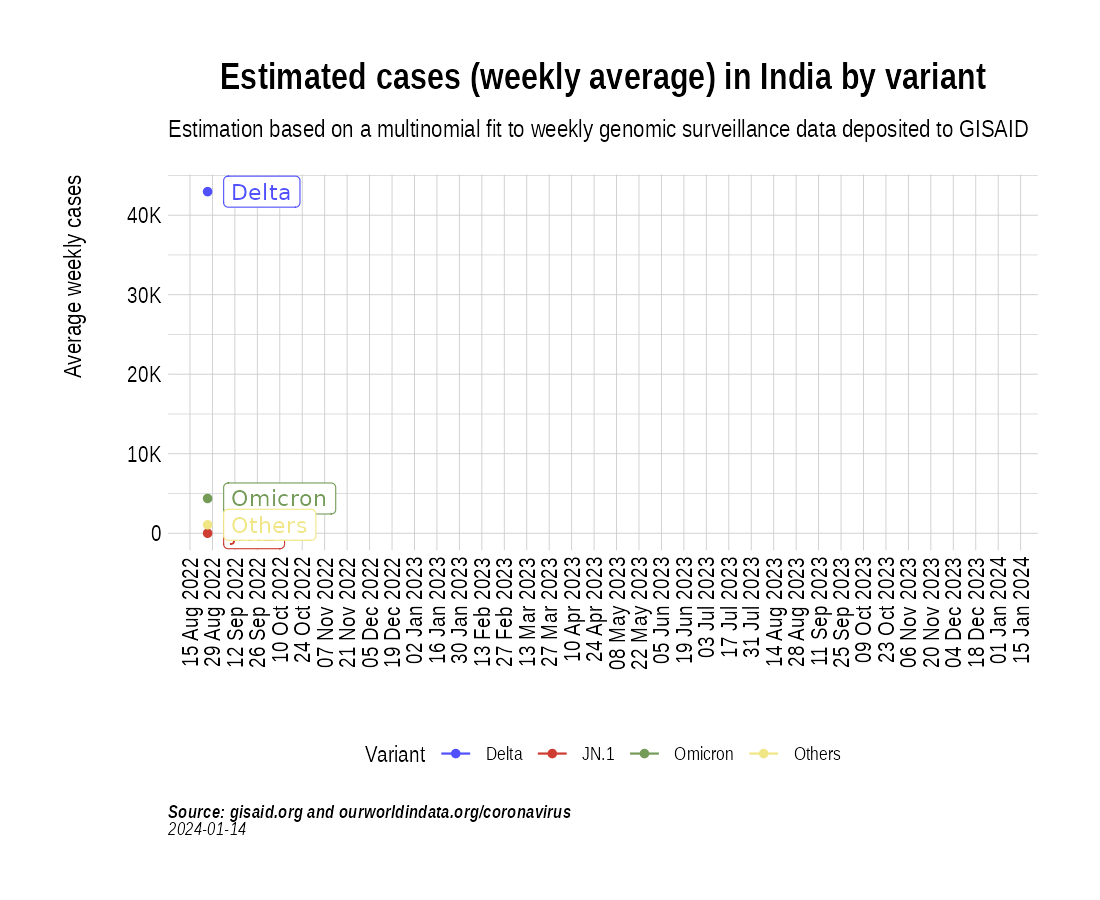 Estimated cases (weekly average) in India by variant
Estimation based on a multinomial fit to weekly genomic surveillance data deposited to GISAID
Average weekly cases
40K
30K
20K
10K
0
Delta
Omicron
Others
15 Aug 2022
29 Aug 2022
12 Sep 2022
26 Sep 2022
10 Oct 2022
24 Oct 2022
07 Nov 2022
21 Nov 2022
05 Dec 2022
19 Dec 2022
02 Jan 2023
16 Jan 2023
30 Jan 2023
13 Feb 2023
27 Feb 2023
13 Mar 2023
27 Mar 2023
10 Apr 2023
24 Apr 2023
08 May 2023
22 May 2023
05 Jun 2023
19 Jun 2023
03 Jul 2023
17 Jul 2023
31 Jul 2023
14 Aug 2023
28 Aug 2023
11 Sep 2023
25 Sep 2023
09 Oct 2023
23 Oct 2023
06 Nov 2023
20 Nov 2023
04 Dec 2023
18 Dec 2023
01 Jan 2024
15 Jan 2024
Variant Delta JN.1 Omicron Others
Source: gisaid.org and ourworldindata.org/coronavirus
2024-01-14